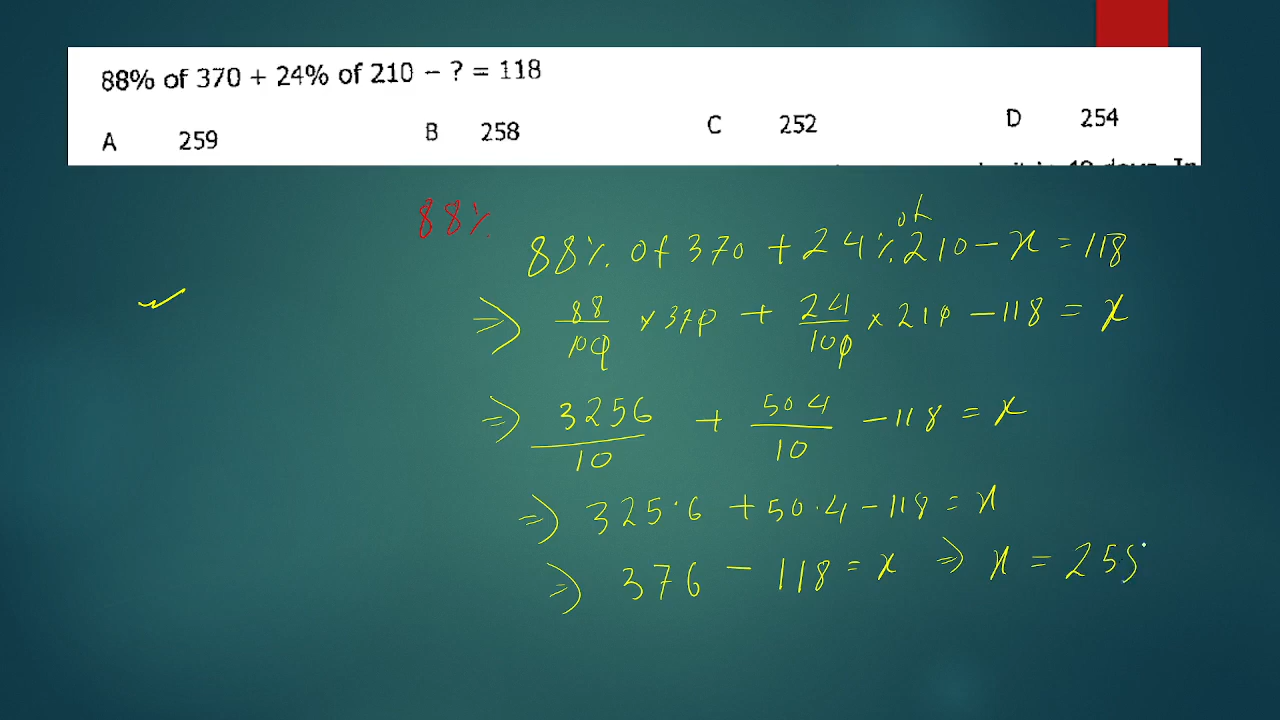 88% of 370 + 24% of 210 − ? = 118
A 259 B 258 C 252 D 254
88%
88% of 370 + 24% of 210 − x = 118
⇒ 88/100 × 370 + 24/100 × 210 − 118 = x
⇒ 3256/10 + 504/10 − 118 = x
⇒ 325.6 + 50.4 − 118 = x
⇒ 376 − 118 = x ⇒ x = 25